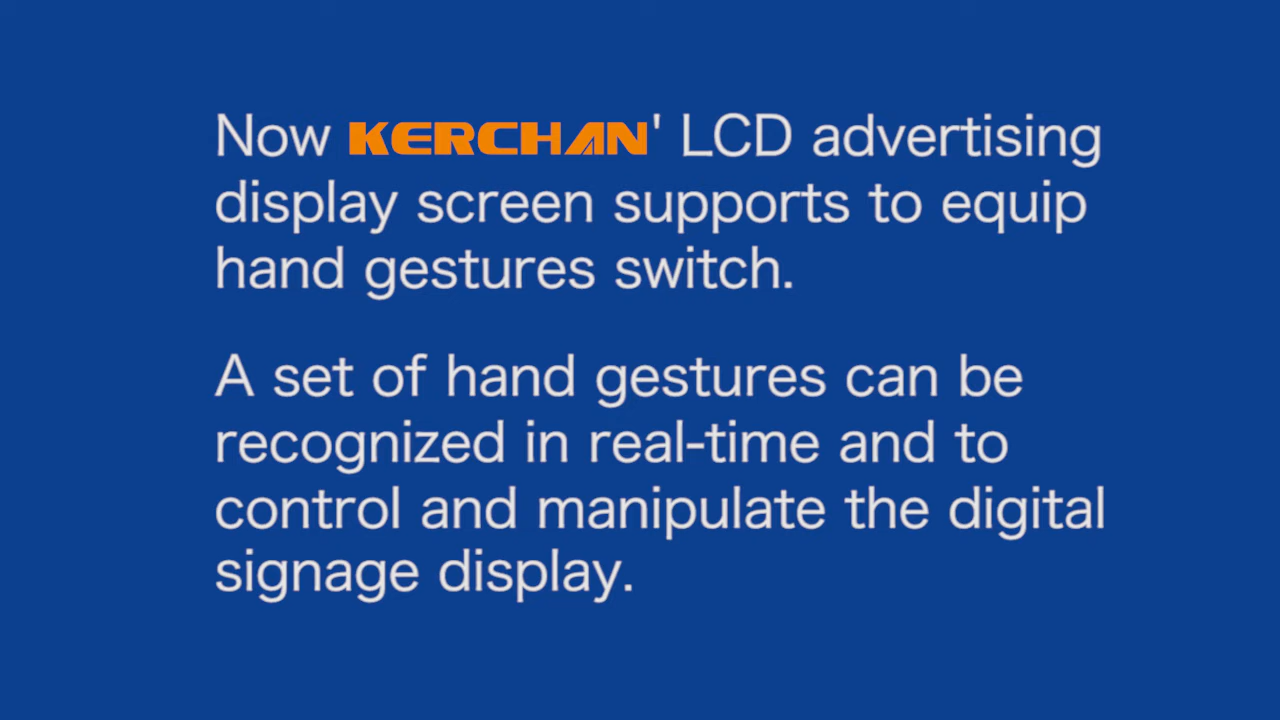 Now KERCHAN' LCD advertising
display screen supports to equip
hand gestures switch.
A set of hand gestures can be
recognized in real-time and to
control and manipulate the digital
signage display.